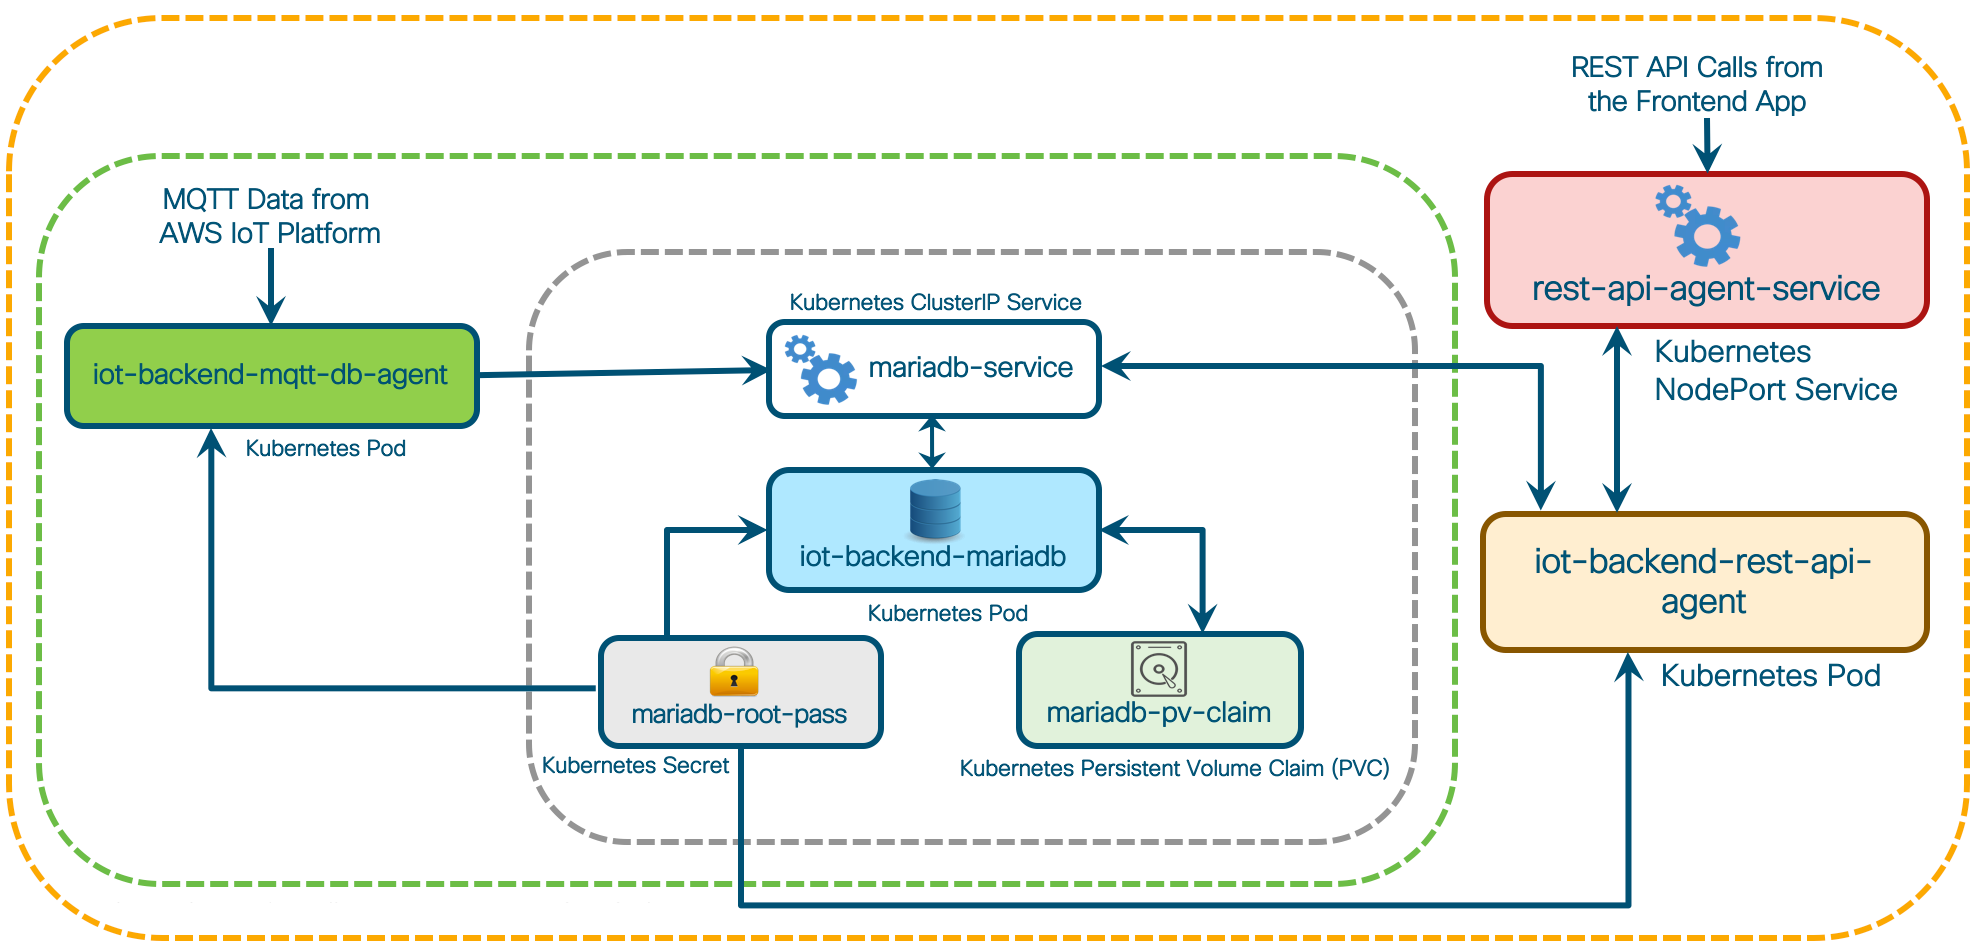 REST API Calls from
the Frontend App
MQTT Data from
AWS IoT Platform
rest-api-agent-service
Kubernetes
NodePort Service
Kubernetes ClusterIP Service
mariadb-service
iot-backend-mqtt-db-agent
Kubernetes Pod
iot-backend-mariadb
Kubernetes Pod
iot-backend-rest-api-
agent
Kubernetes Pod
mariadb-root-pass
Kubernetes Secret
mariadb-pv-claim
Kubernetes Persistent Volume Claim (PVC)